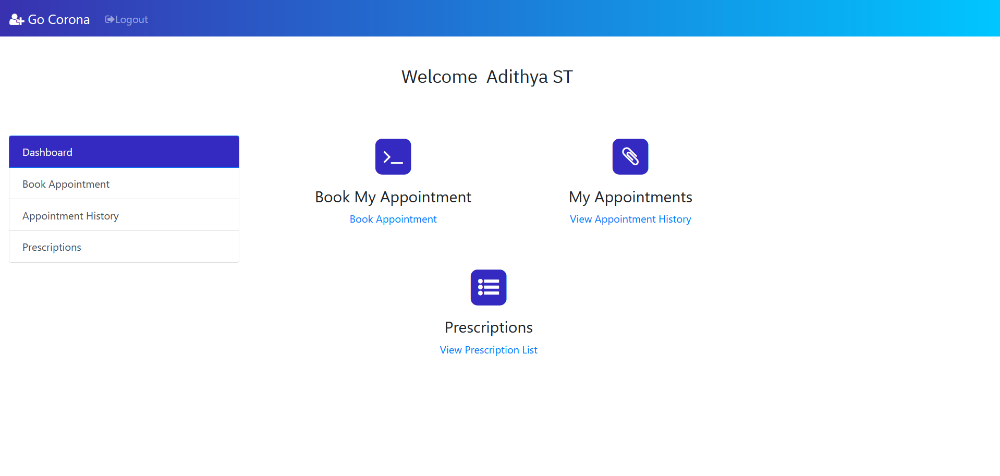 Go Corona Logout
Welcome Adithya ST
Dashboard
Book Appointment
Appointment History
Prescriptions
Book My Appointment
Book Appointment
My Appointments
View Appointment History
Prescriptions
View Prescription List